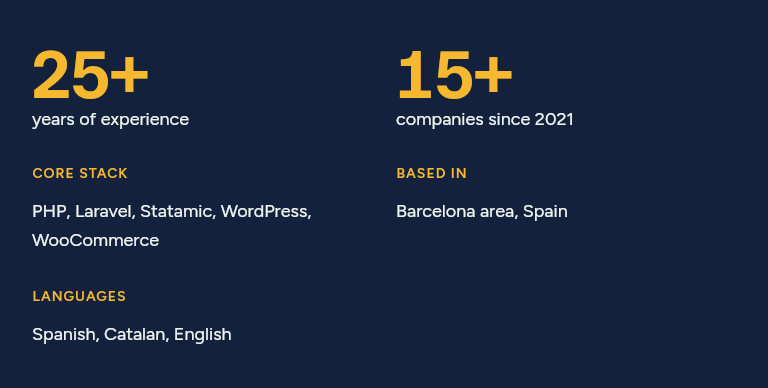 25+
years of experience
15+
companies since 2021
CORE STACK
PHP, Laravel, Statamic, WordPress,
WooCommerce
BASED IN
Barcelona area, Spain
LANGUAGES
Spanish, Catalan, English